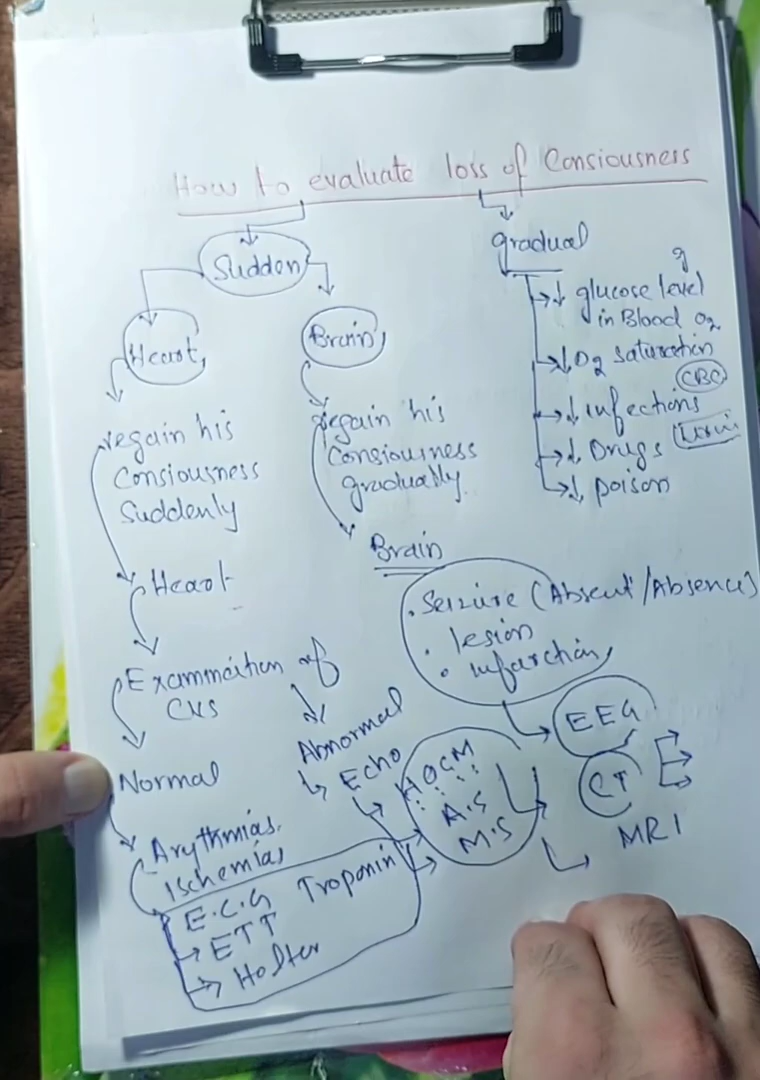 How to evaluate loss of Consiousness
Sudden
Heart
regain his
Consiousness
Suddenly
Heart
Exammcition of
CVS
Normal
Arythmias.
Ischemias
E.C.G Troponin
ETT
Holter
Abnormal
Echo
HOCM
A.S
M.S
Brain
regain his
Consiousness
gradually.
Brain
. Seizure (Absent/Absence)
. lesion
. infarction
EEG
CT
MRI
gradual
g
↓ glucose level
in Blood O2
↓ O2 saturation
CBC
↓ infections
↓ Drugs
↓ poison